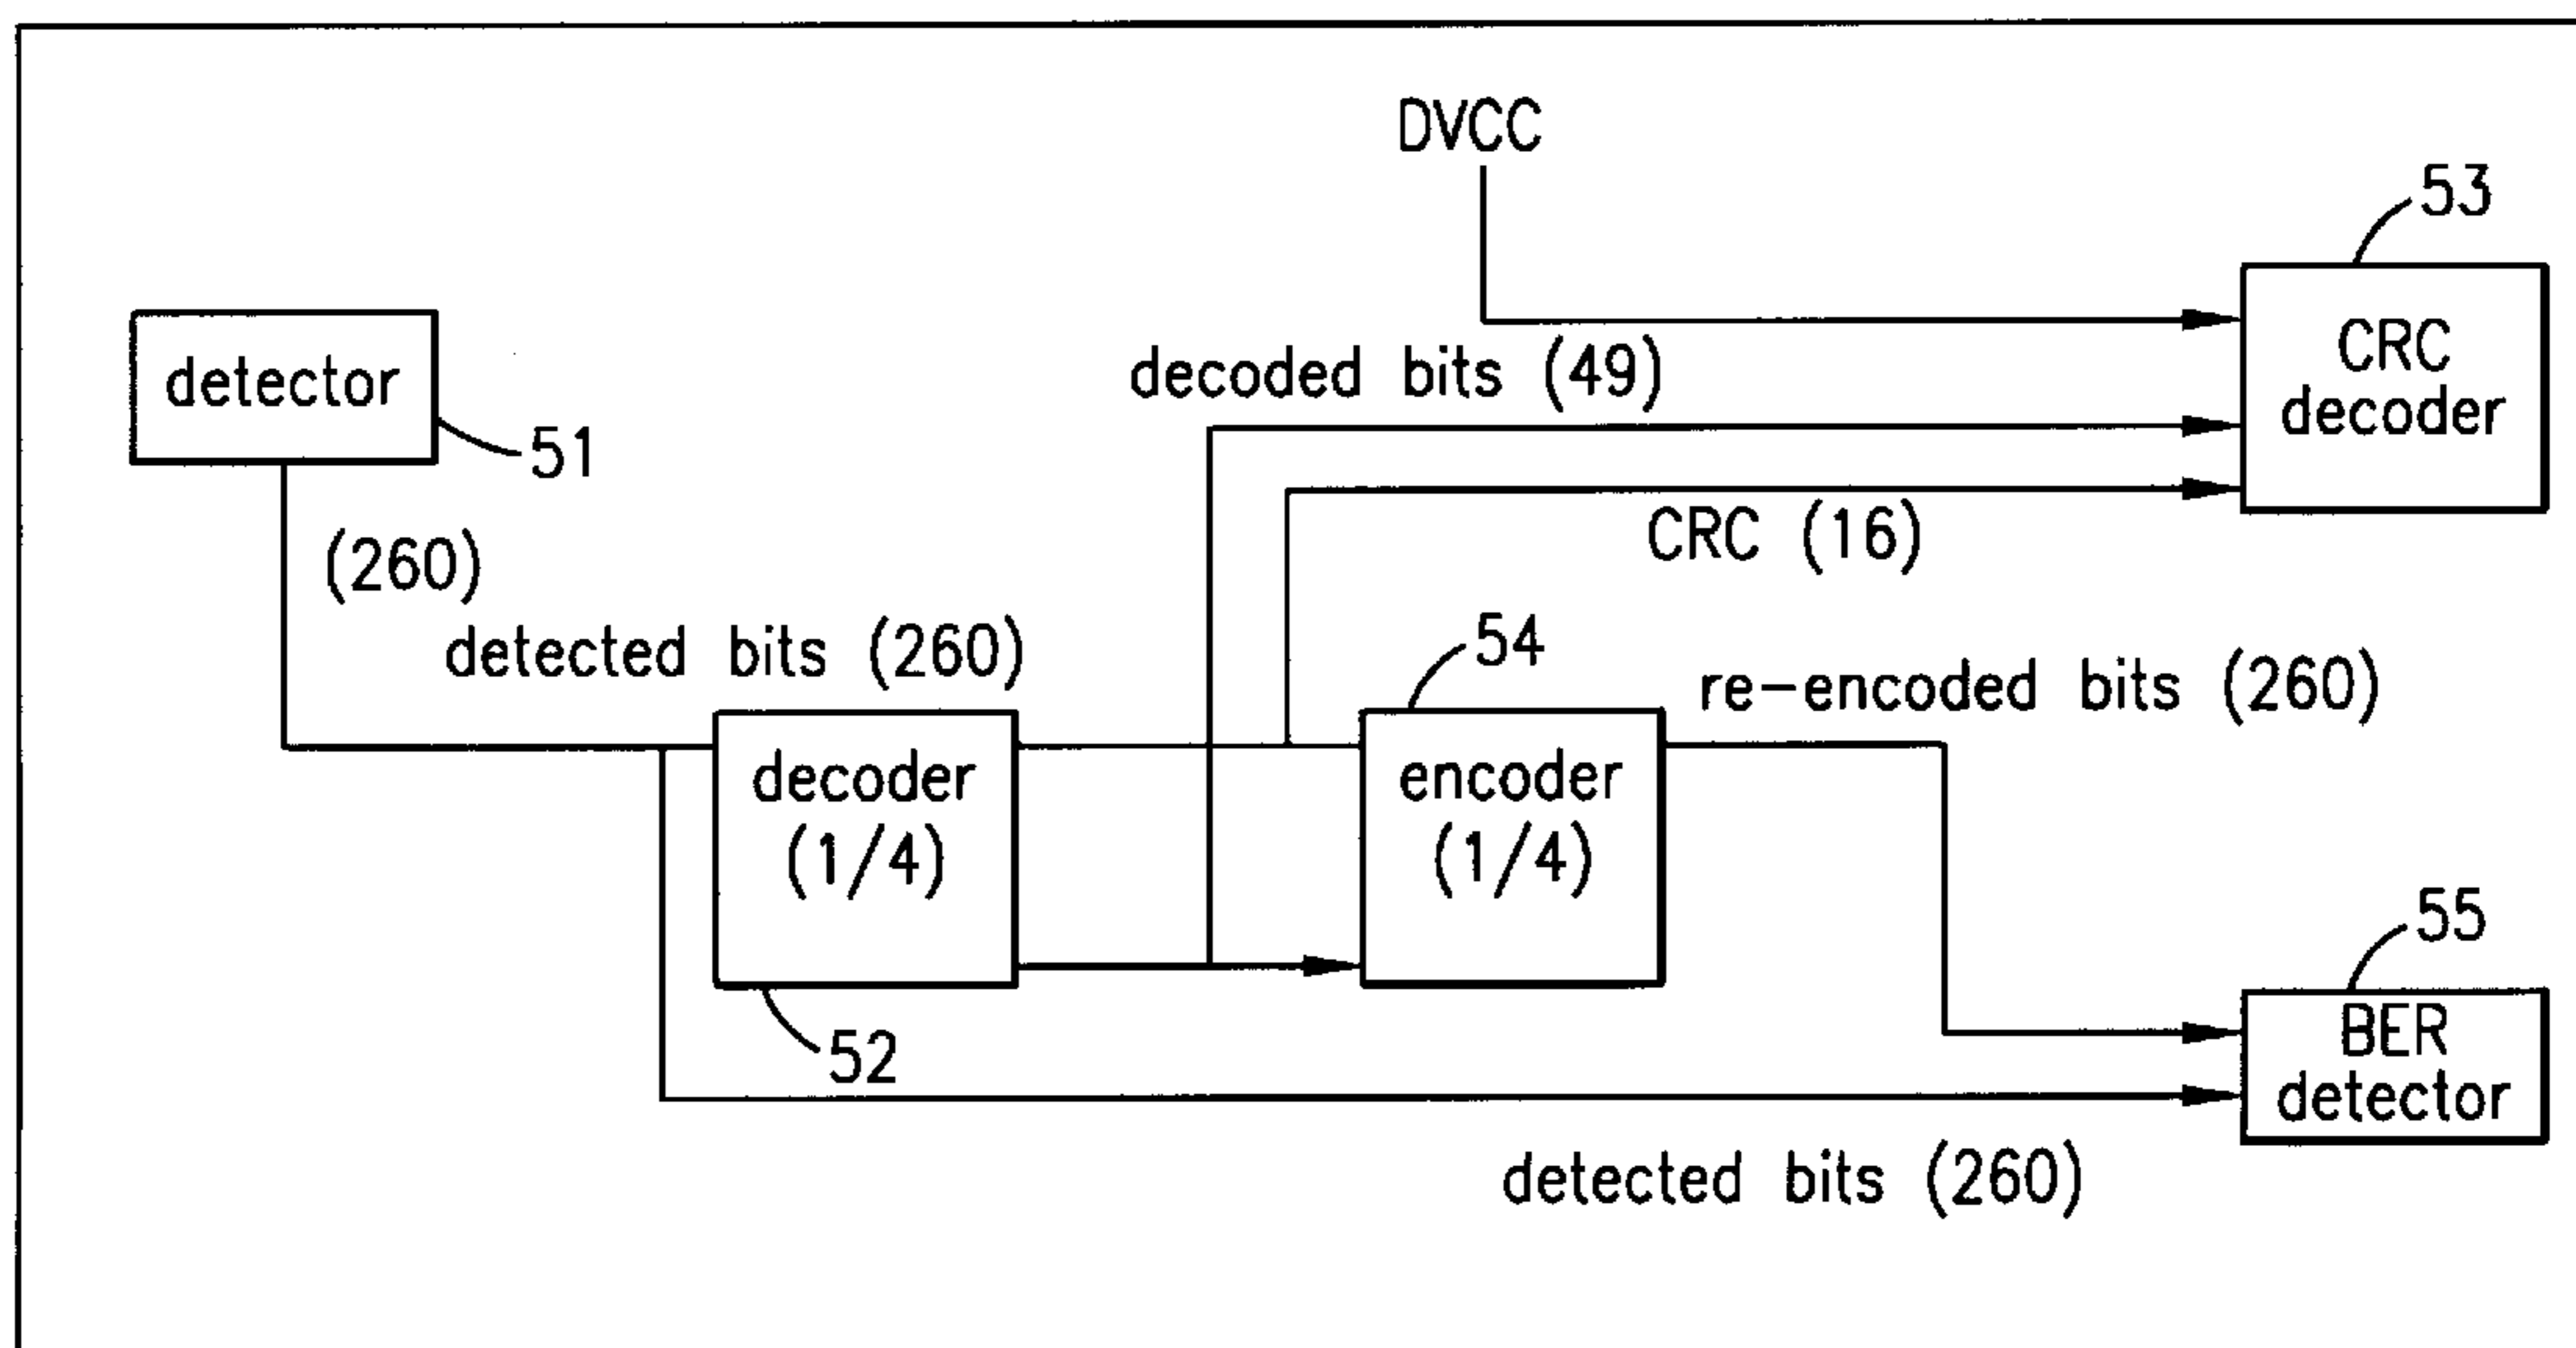 DVCC
53
CRC
decoder
decoded bits (49)
detector
51
CRC (16)
(260)
detected bits (260)
54
re-encoded bits (260)
decoder
(1/4)
encoder
(1/4)
55
52
BER
detector
detected bits (260)